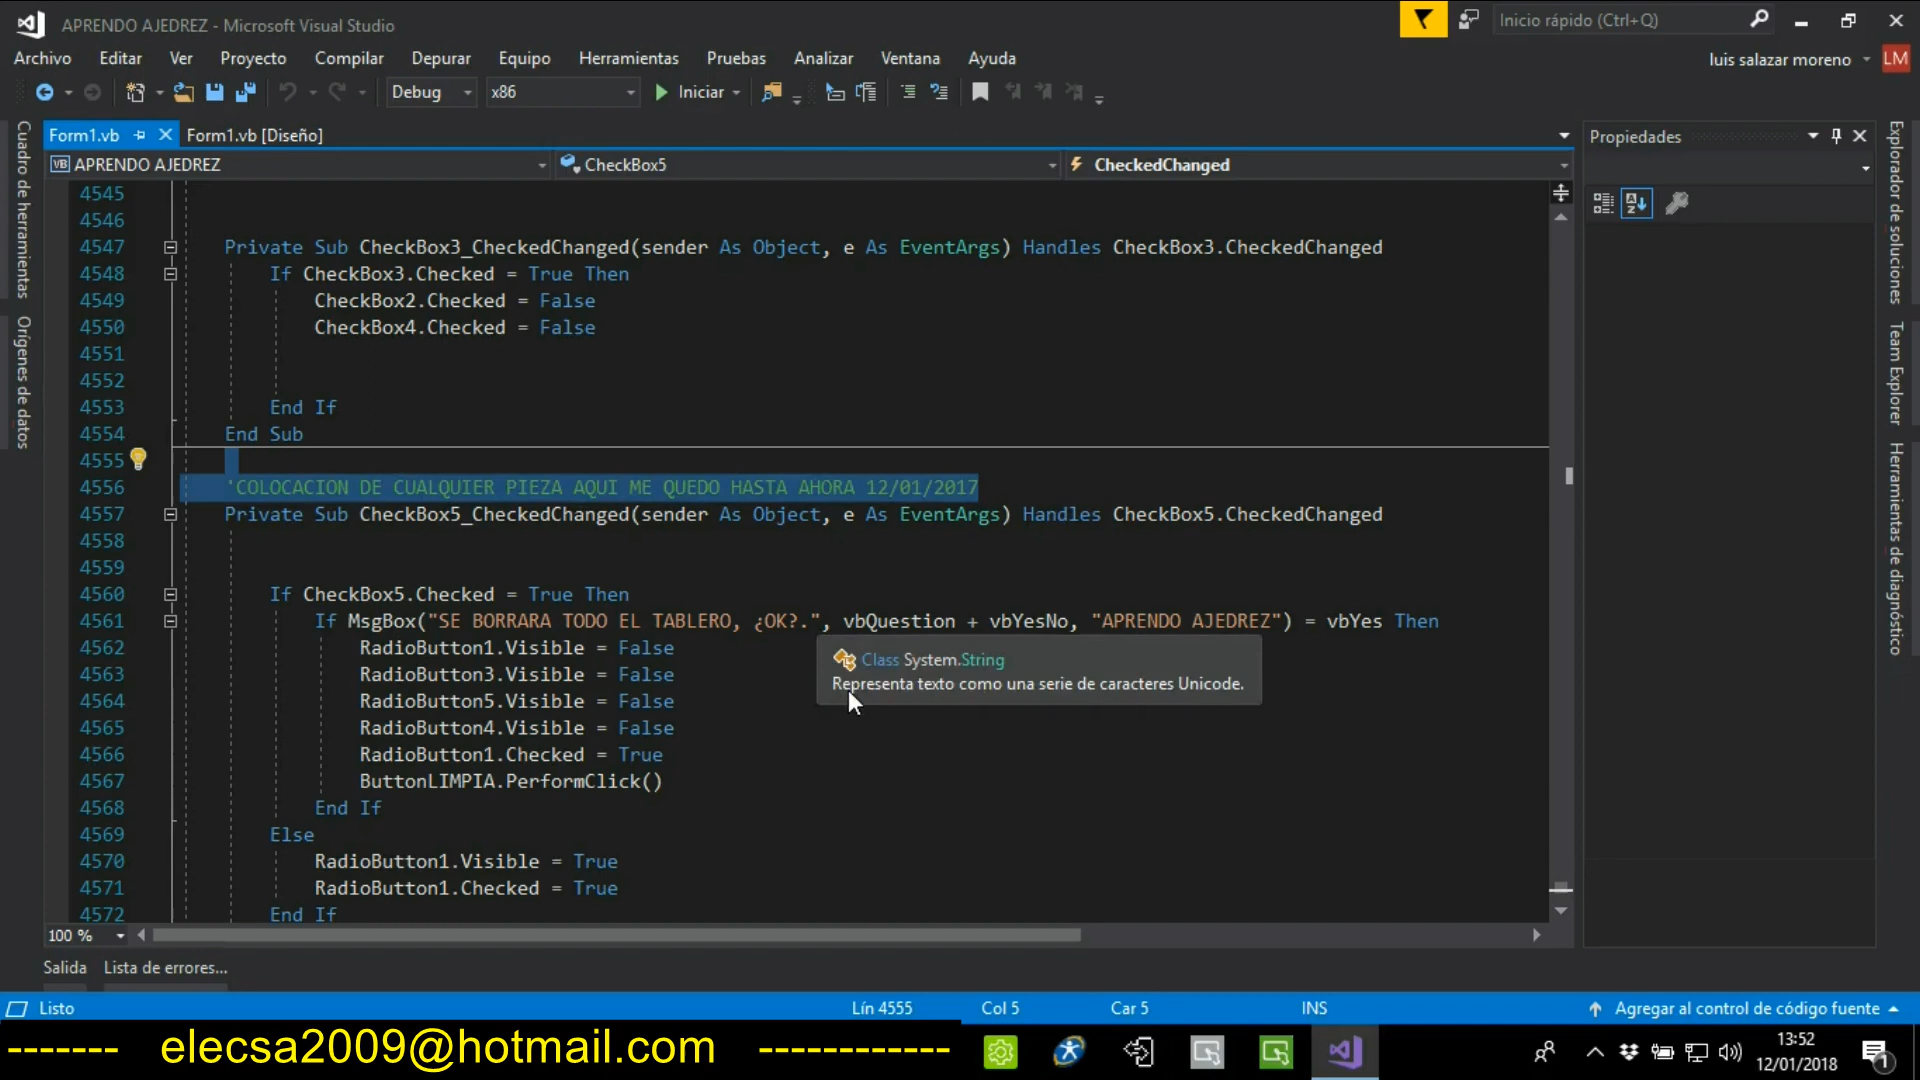 APRENDO AJEDREZ - Microsoft Visual Studio
Inicio rápido (Ctrl+Q)
Archivo Editar Ver Proyecto Compilar Depurar Equipo Herramientas Pruebas Analizar Ventana Ayuda
luis salazar moreno LM
Debug x86 Iniciar
Cuadro de herramientas
Orígenes de datos
Form1.vb Form1.vb [Diseño]
VB APRENDO AJEDREZ CheckBox5 CheckedChanged
4545
4546
4547 Private Sub CheckBox3_CheckedChanged(sender As Object, e As EventArgs) Handles CheckBox3.CheckedChanged
4548 If CheckBox3.Checked = True Then
4549 CheckBox2.Checked = False
4550 CheckBox4.Checked = False
4551
4552
4553 End If
4554 End Sub
4555
4556 'COLOCACION DE CUALQUIER PIEZA AQUI ME QUEDO HASTA AHORA 12/01/2017
4557 Private Sub CheckBox5_CheckedChanged(sender As Object, e As EventArgs) Handles CheckBox5.CheckedChanged
4558
4559
4560 If CheckBox5.Checked = True Then
4561 If MsgBox("SE BORRARA TODO EL TABLERO, ¿OK?.", vbQuestion + vbYesNo, "APRENDO AJEDREZ") = vbYes Then
4562 RadioButton1.Visible = False
4563 RadioButton3.Visible = False
4564 RadioButton5.Visible = False
4565 RadioButton4.Visible = False
4566 RadioButton1.Checked = True
4567 ButtonLIMPIA.PerformClick()
4568 End If
4569 Else
4570 RadioButton1.Visible = True
4571 RadioButton1.Checked = True
4572 End If
Class System.String
Representa texto como una serie de caracteres Unicode.
100 %
Propiedades
Explorador de soluciones
Team Explorer
Herramientas de diagnóstico
Salida Lista de errores...
Listo Lín 4555 Col 5 Car 5 INS Agregar al control de código fuente
------- elecsa2009@hotmail.com ------------
13:52
12/01/2018
1